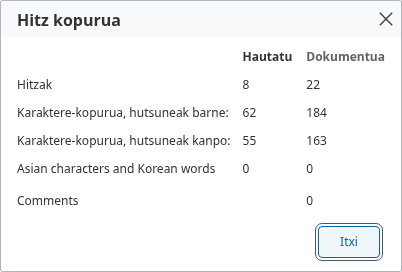 Hitz kopurua
Hautatu Dokumentua
Hitzak 8 22
Karaktere-kopurua, hutsuneak barne: 62 184
Karaktere-kopurua, hutsuneak kanpo: 55 163
Asian characters and Korean words 0 0
Comments 0
Itxi